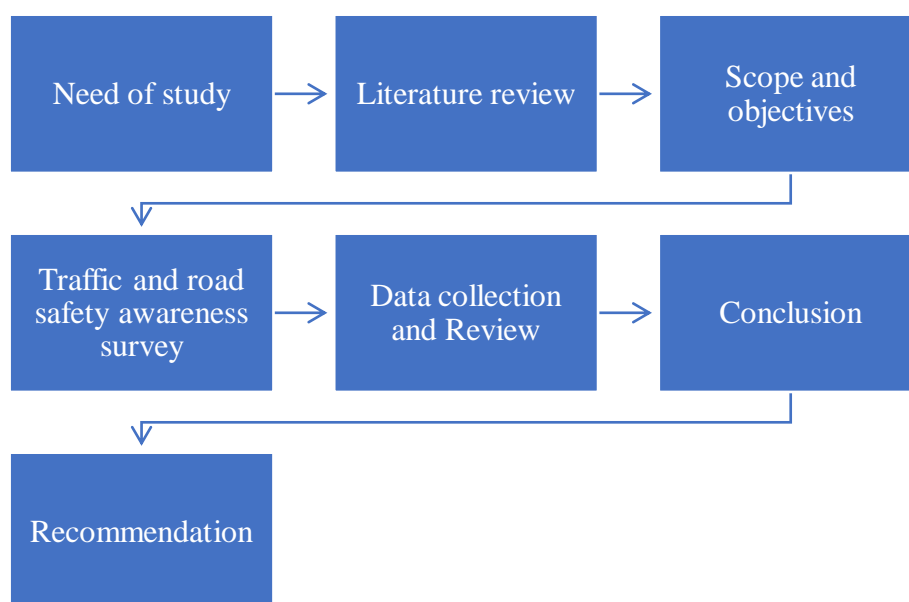 Need of study
Literature review
Scope and
objectives
Traffic and road
safety awareness
survey
Data collection
and Review
Conclusion
Recommendation